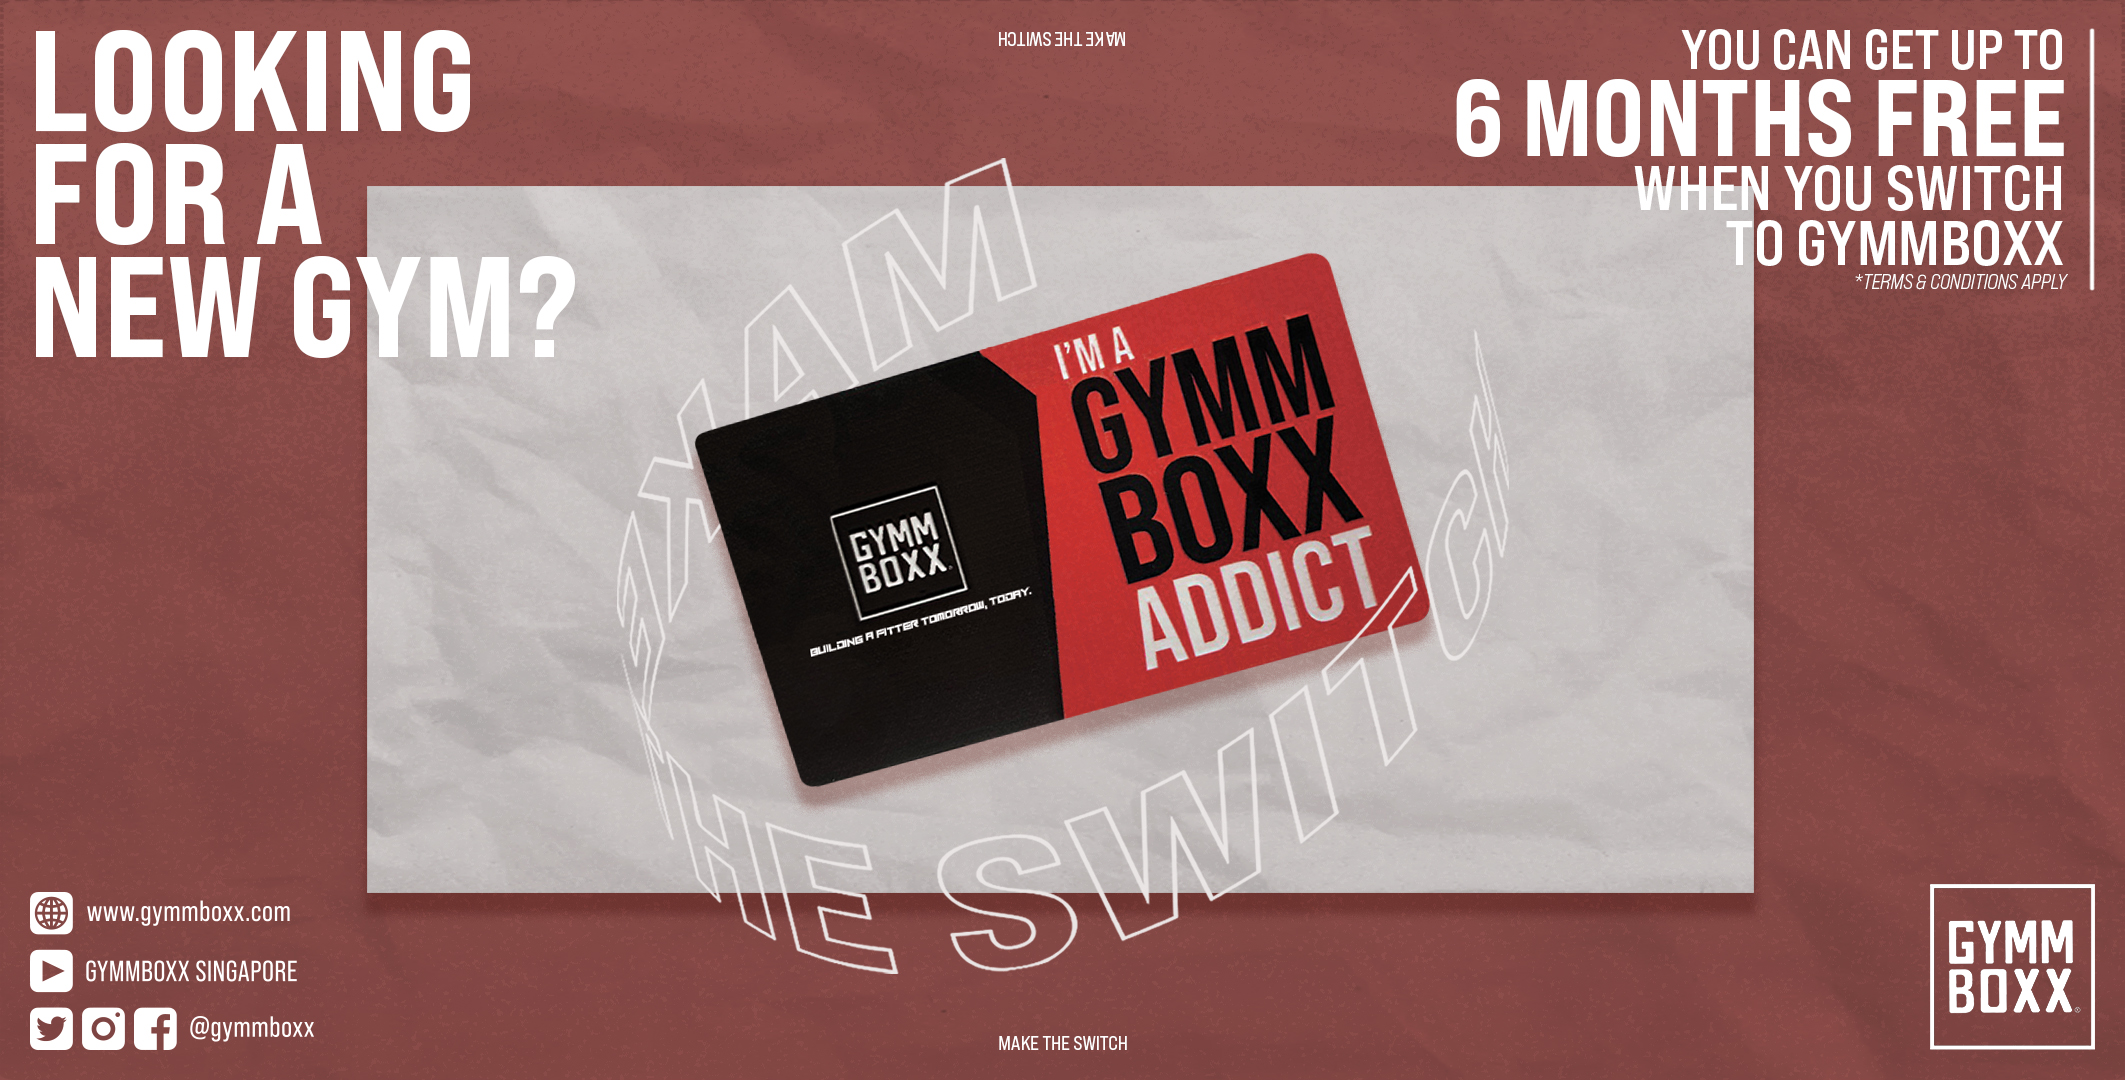 LOOKING
FOR A
NEW GYM?
MAKE THE SWITCH
YOU CAN GET UP TO
6 MONTHS FREE
WHEN YOU SWITCH
TO GYMMBOXX
*TERMS & CONDITIONS APPLY
I'M A
GYMM
BOXX
ADDICT
GYMM
BOXX
BUILDING A FITTER TOMORROW, TODAY.
MAKE THE SWITCH
www.gymmboxx.com
GYMMBOXX SINGAPORE
@gymmboxx
MAKE THE SWITCH
GYMM
BOXX®